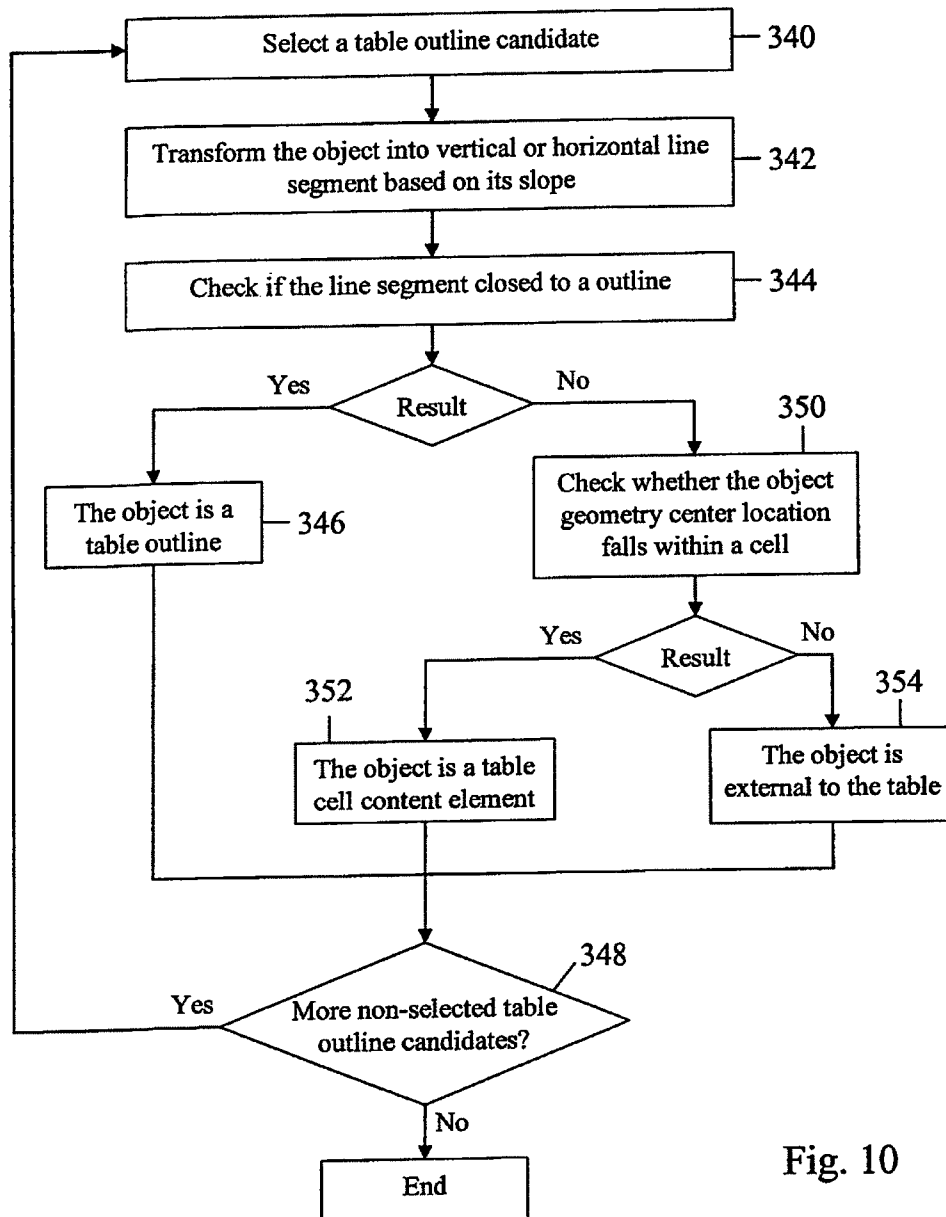 Select a table outline candidate
340
Transform the object into vertical or horizontal line
segment based on its slope
342
Check if the line segment closed to a outline
344
Yes
Result
No
350
The object is a
table outline
346
Check whether the object
geometry center location
falls within a cell
Yes
Result
No
352
354
The object is a table
cell content element
The object is
external to the table
348
Yes
More non-selected table
outline candidates?
No
End
Fig. 10